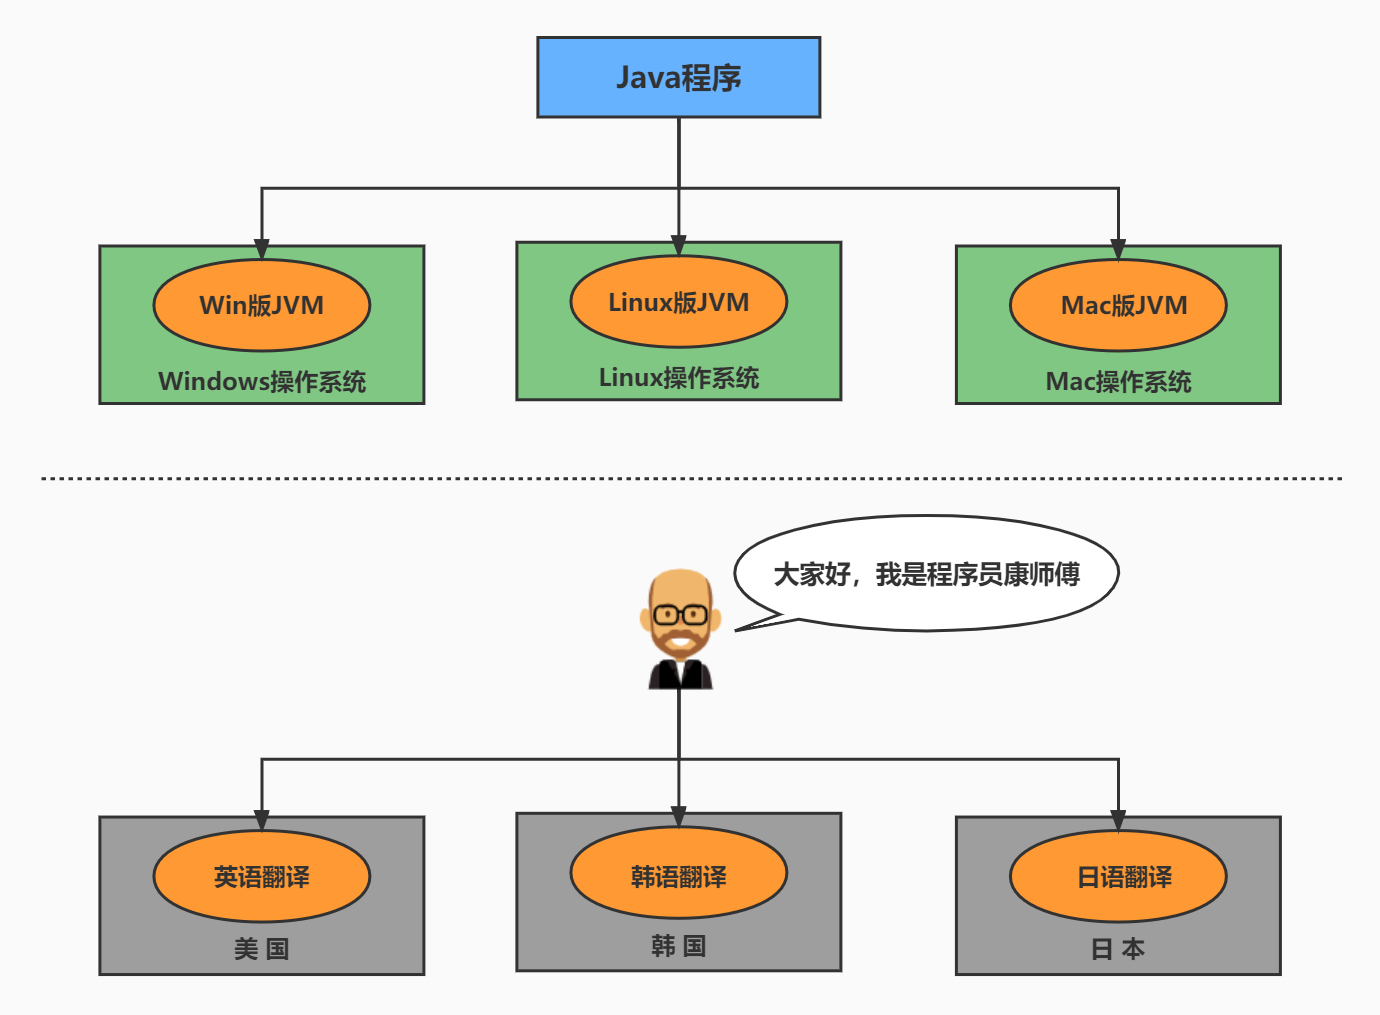 Java程序
Win版JVM
Linux版JVM
Mac版JVM
Windows操作系统
Linux操作系统
Mac操作系统
大家好，我是程序员康师傅
英语翻译
韩语翻译
日语翻译
美 国
韩 国
日 本